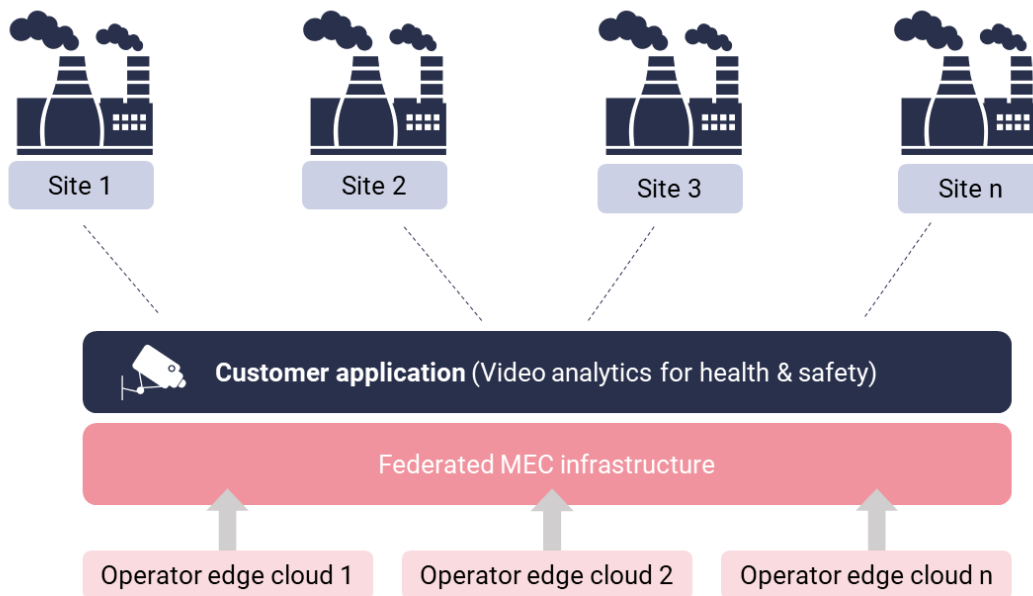 Site 1
Site 2
Site 3
Site n
Customer application (Video analytics for health & safety)
Federated MEC infrastructure
Operator edge cloud 1
Operator edge cloud 2
Operator edge cloud n